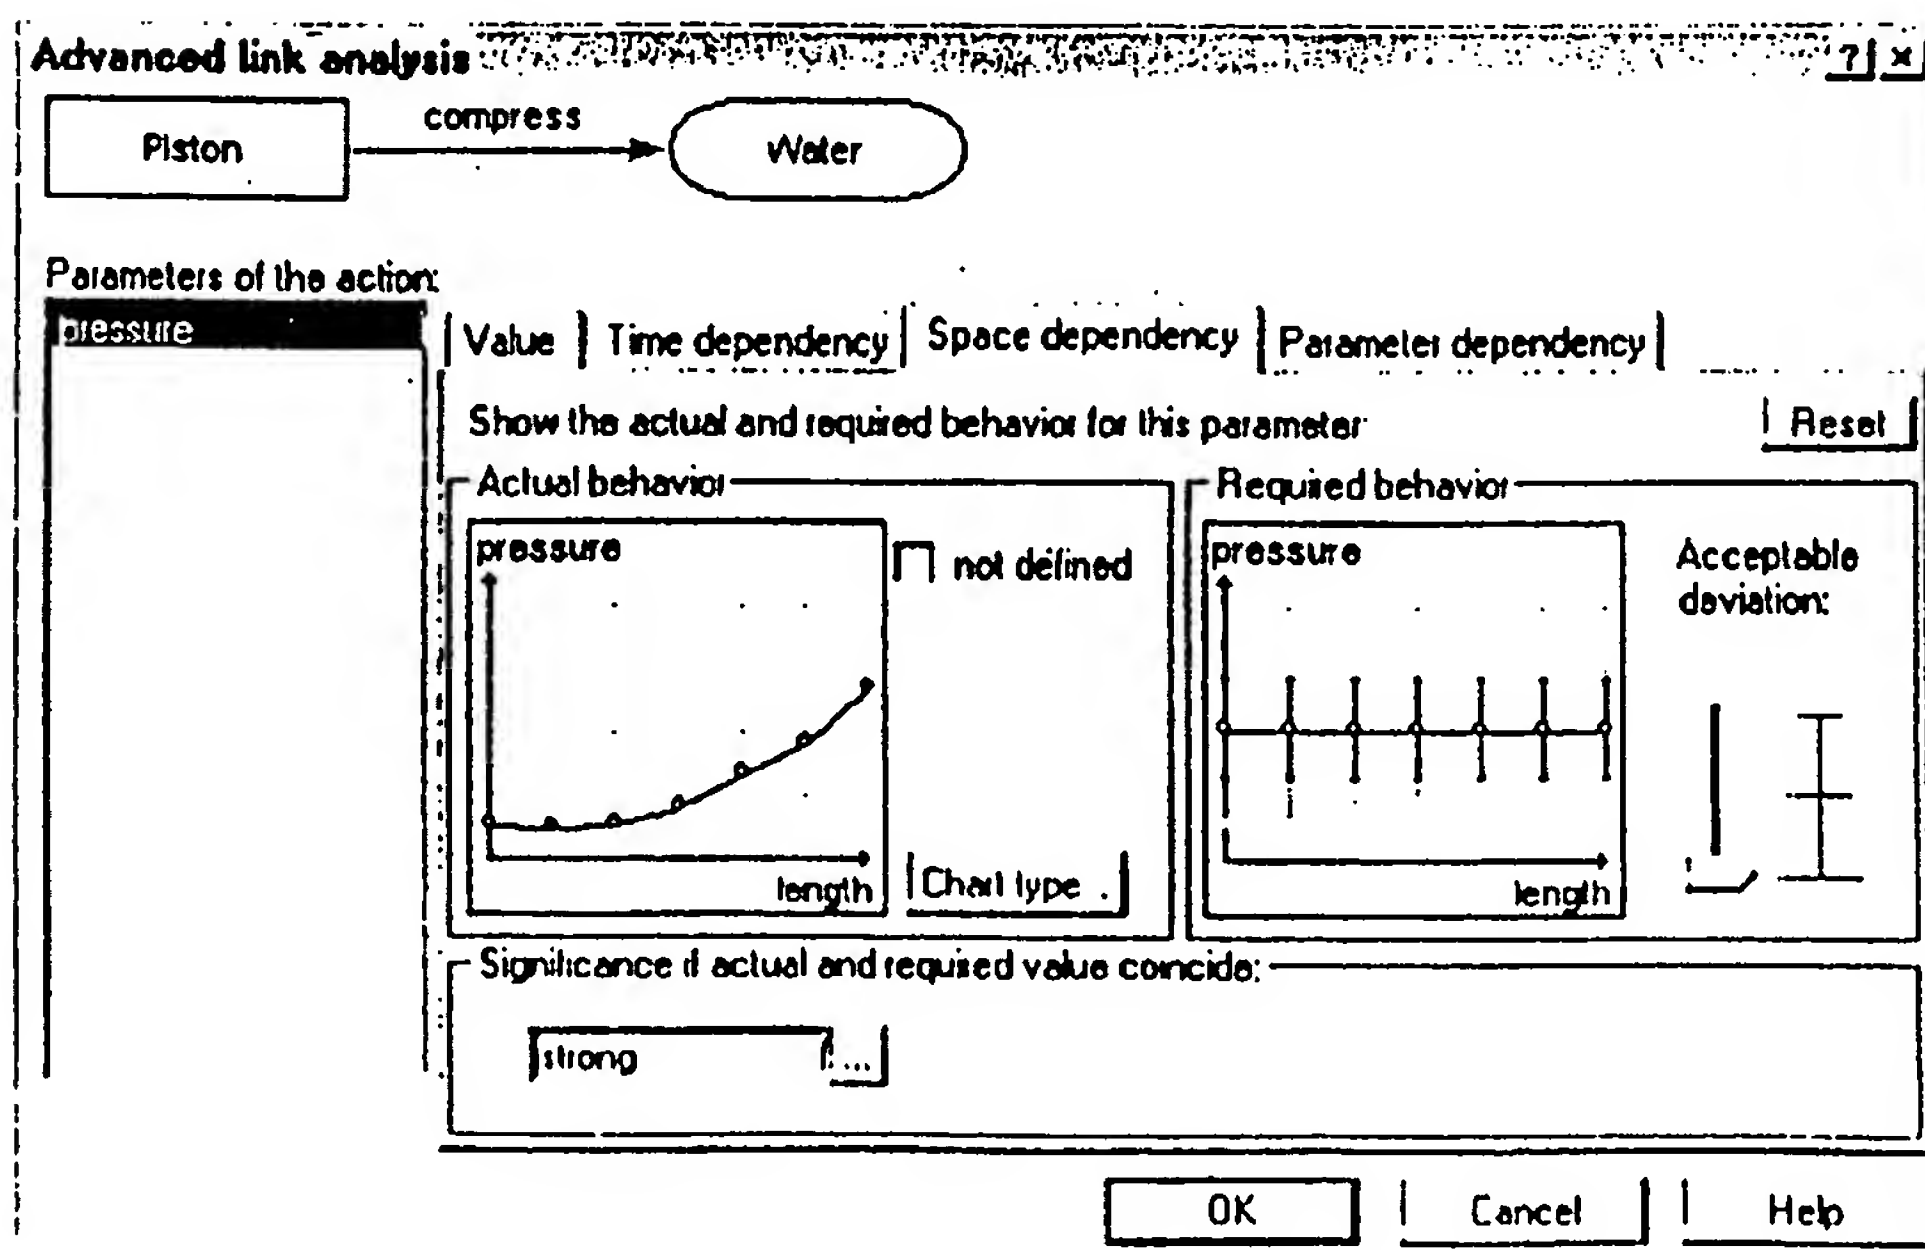 Advanced link analysis
? ×
compress
Piston
Water
Parameters of the action:
pressure
Value
Time dependency
Space dependency
Parameter dependency
Show the actual and required behavior for this parameter
Reset
Actual behavior
Required behavior
pressure
not defined
pressure
Acceptable
deviation:
length
Chart type .
length
Significance if actual and required value coincide:
strong
...
OK
Cancel
Help